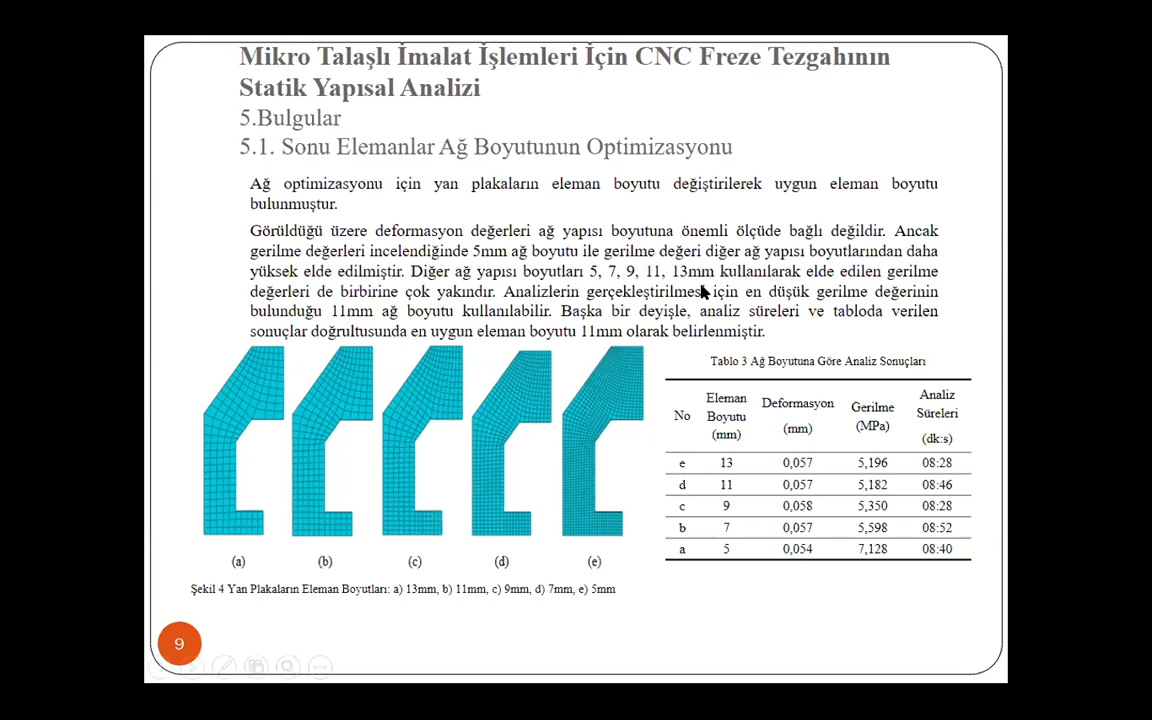 Mikro Talaşlı İmalat İşlemleri İçin CNC Freze Tezgahının
Statik Yapısal Analizi
5.Bulgular
5.1. Sonu Elemanlar Ağ Boyutunun Optimizasyonu
Ağ optimizasyonu için yan plakaların eleman boyutu değiştirilerek uygun eleman boyutu
bulunmuştur.
Görüldüğü üzere deformasyon değerleri ağ yapısı boyutuna önemli ölçüde bağlı değildir. Ancak
gerilme değerleri incelendiğinde 5mm ağ boyutu ile gerilme değeri diğer ağ yapısı boyutlarından daha
yüksek elde edilmiştir. Diğer ağ yapısı boyutları 5, 7, 9, 11, 13mm kullanılarak elde edilen gerilme
değerleri de birbirine çok yakındır. Analizlerin gerçekleştirilmesi için en düşük gerilme değerinin
bulunduğu 11mm ağ boyutu kullanılabilir. Başka bir deyişle, analiz süreleri ve tabloda verilen
sonuçlar doğrultusunda en uygun eleman boyutu 11mm olarak belirlenmiştir.
(a) (b) (c) (d) (e)
Şekil 4 Yan Plakaların Eleman Boyutları: a) 13mm, b) 11mm, c) 9mm, d) 7mm, e) 5mm
Tablo 3 Ağ Boyutuna Göre Analiz Sonuçları
No Eleman Boyutu (mm) Deformasyon (mm) Gerilme (MPa) Analiz Süreleri (dk:s)
e 13 0,057 5,196 08:28
d 11 0,057 5,182 08:46
c 9 0,058 5,350 08:28
b 7 0,057 5,598 08:52
a 5 0,054 7,128 08:40
9